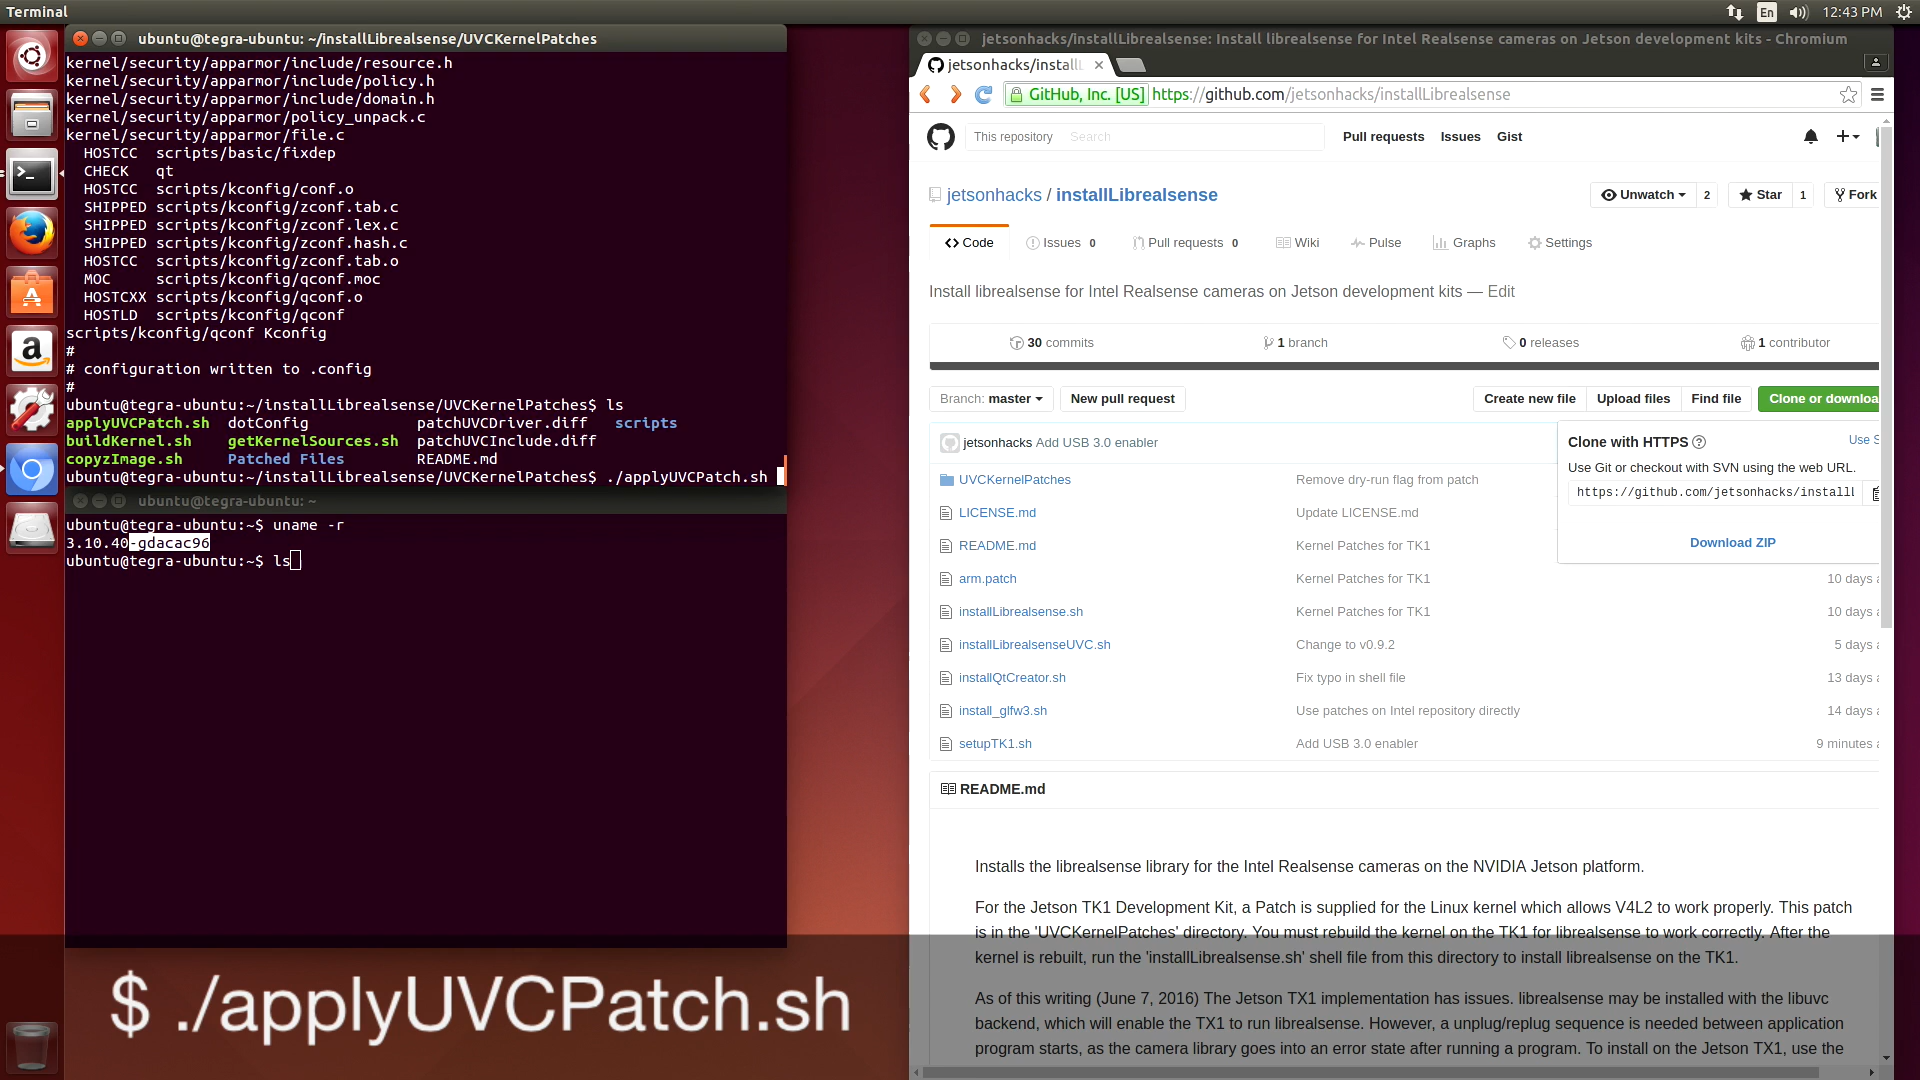 Terminal
En
12:43 PM
ubuntu@tegra-ubuntu: ~/installLibrealsense/UVCKernelPatches
kernel/security/apparmor/include/resource.h
kernel/security/apparmor/include/policy.h
kernel/security/apparmor/include/domain.h
kernel/security/apparmor/policy_unpack.c
kernel/security/apparmor/file.c
HOSTCC scripts/basic/fixdep
CHECK qt
HOSTCC scripts/kconfig/conf.o
SHIPPED scripts/kconfig/zconf.tab.c
SHIPPED scripts/kconfig/zconf.lex.c
SHIPPED scripts/kconfig/zconf.hash.c
HOSTCC scripts/kconfig/zconf.tab.o
MOC scripts/kconfig/qconf.moc
HOSTCXX scripts/kconfig/qconf.o
HOSTLD scripts/kconfig/qconf
scripts/kconfig/qconf Kconfig
#
# configuration written to .config
#
ubuntu@tegra-ubuntu:~/installLibrealsense/UVCKernelPatches$ ls
applyUVCPatch.sh dotConfig patchUVCDriver.diff scripts
buildKernel.sh getKernelSources.sh patchUVCInclude.diff
copyzImage.sh Patched Files README.md
ubuntu@tegra-ubuntu:~/installLibrealsense/UVCKernelPatches$ ./applyUVCPatch.sh
ubuntu@tegra-ubuntu: ~
ubuntu@tegra-ubuntu:~$ uname -r
3.10.40-gdacac96
ubuntu@tegra-ubuntu:~$ ls
jetsonhacks/installLibrealsense: Install librealsense for Intel Realsense cameras on Jetson development kits - Chromium
jetsonhacks/installL
GitHub, Inc. [US] https://github.com/jetsonhacks/installLibrealsense
This repository Search Pull requests Issues Gist
jetsonhacks / installLibrealsense
Unwatch 2 Star 1 Fork
Code Issues 0 Pull requests 0 Wiki Pulse Graphs Settings
Install librealsense for Intel Realsense cameras on Jetson development kits — Edit
30 commits 1 branch 0 releases 1 contributor
Branch: master New pull request Create new file Upload files Find file Clone or downloa
jetsonhacks Add USB 3.0 enabler
Clone with HTTPS ? Use S
Use Git or checkout with SVN using the web URL.
https://github.com/jetsonhacks/installL
Download ZIP
UVCKernelPatches Remove dry-run flag from patch
LICENSE.md Update LICENSE.md
README.md Kernel Patches for TK1
arm.patch Kernel Patches for TK1 10 days a
installLibrealsense.sh Kernel Patches for TK1 10 days a
installLibrealsenseUVC.sh Change to v0.9.2 5 days a
installQtCreator.sh Fix typo in shell file 13 days a
install_glfw3.sh Use patches on Intel repository directly 14 days a
setupTK1.sh Add USB 3.0 enabler 9 minutes a
README.md
Installs the librealsense library for the Intel Realsense cameras on the NVIDIA Jetson platform.
For the Jetson TK1 Development Kit, a Patch is supplied for the Linux kernel which allows V4L2 to work properly. This patch
is in the 'UVCKernelPatches' directory. You must rebuild the kernel on the TK1 for librealsense to work correctly. After the
kernel is rebuilt, run the 'installLibrealsense.sh' shell file from this directory to install librealsense on the TK1.
As of this writing (June 7, 2016) The Jetson TX1 implementation has issues. librealsense may be installed with the libuvc
backend, which will enable the TX1 to run librealsense. However, a unplug/replug sequence is needed between application
program starts, as the camera library goes into an error state after running a program. To install on the Jetson TX1, use the
$ ./applyUVCPatch.sh